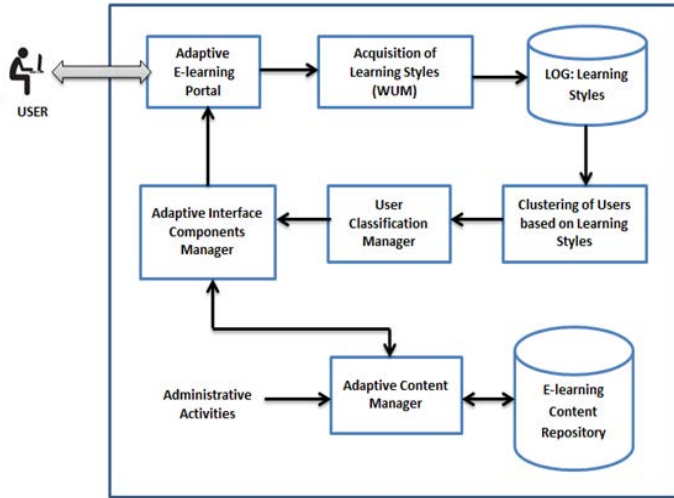 USER
Adaptive
E-learning
Portal
Acquisition of
Learning Styles
(WUM)
LOG: Learning
Styles
Adaptive Interface
Components
Manager
User
Classification
Manager
Clustering of Users
based on Learning
Styles
Administrative
Activities
Adaptive Content
Manager
E-learning
Content
Repository